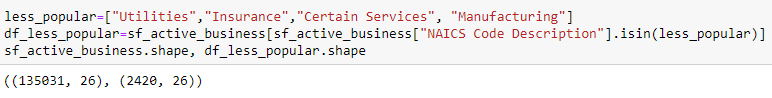 less_popular=["Utilities","Insurance","Certain Services", "Manufacturing"]
df_less_popular=sf_active_business[sf_active_business["NAICS Code Description"].isin(less_popular)]
sf_active_business.shape, df_less_popular.shape
((135031, 26), (2420, 26))